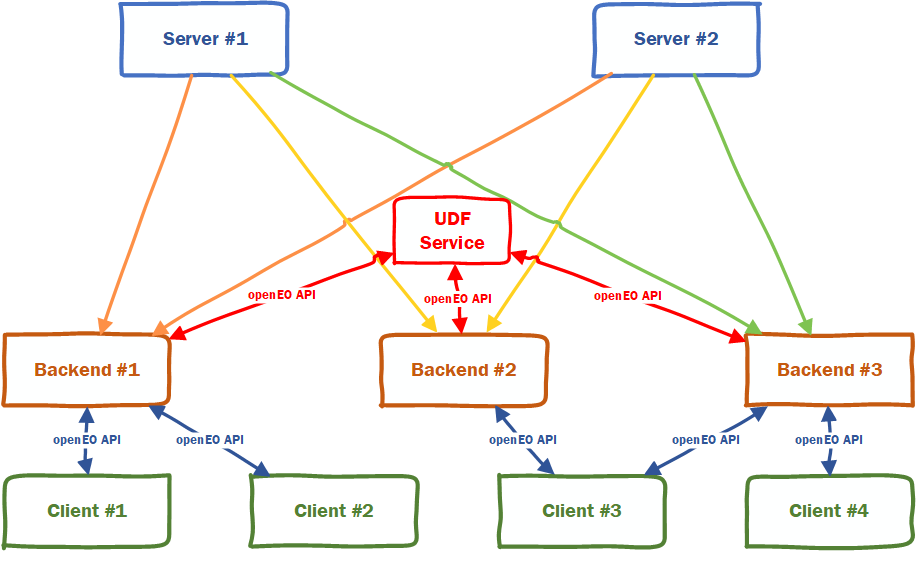 Server #1
Server #2
UDF
Service
openEO API
openEO API
openEO API
Backend #1
Backend #2
Backend #3
openEO API
openEO API
openEO API
openEO API
openEO API
Client #1
Client #2
Client #3
Client #4